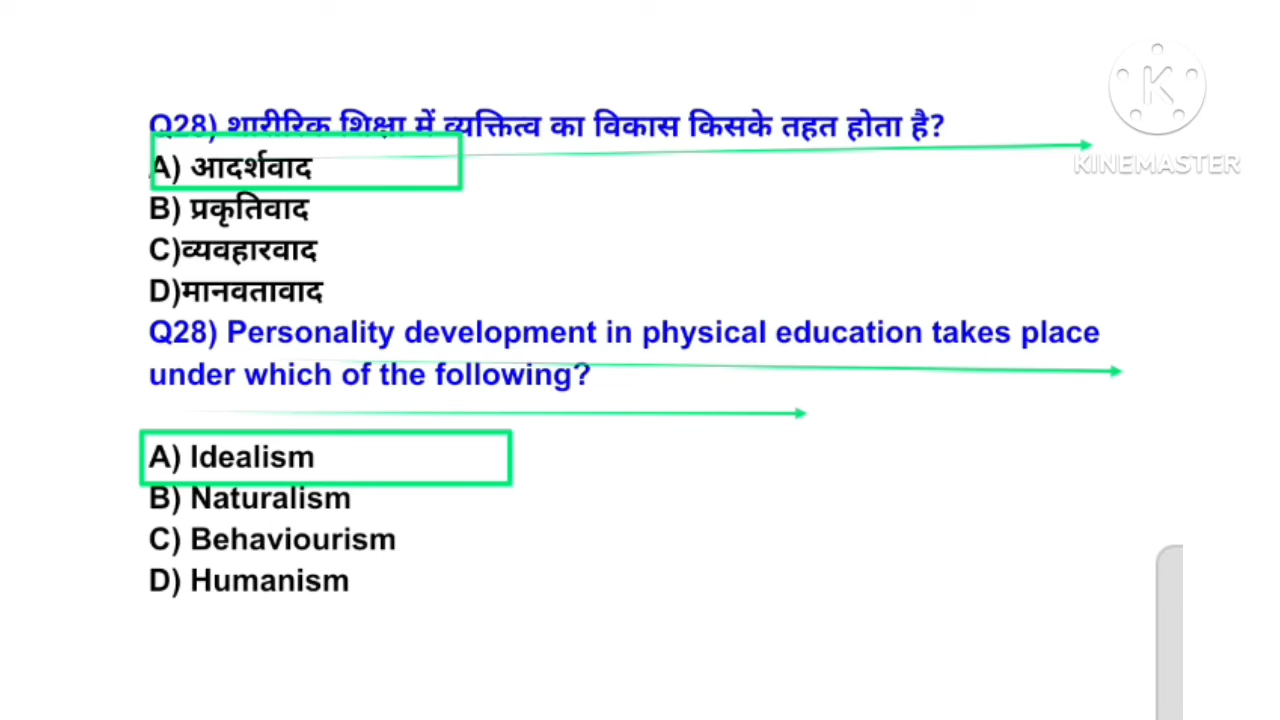 Q28) शारीरिक शिक्षा में व्यक्तित्व का विकास किसके तहत होता है?
A) आदर्शवाद
B) प्रकृतिवाद
C)व्यवहारवाद
D)मानवतावाद
Q28) Personality development in physical education takes place
under which of the following?
A) Idealism
B) Naturalism
C) Behaviourism
D) Humanism
K
KINEMASTER